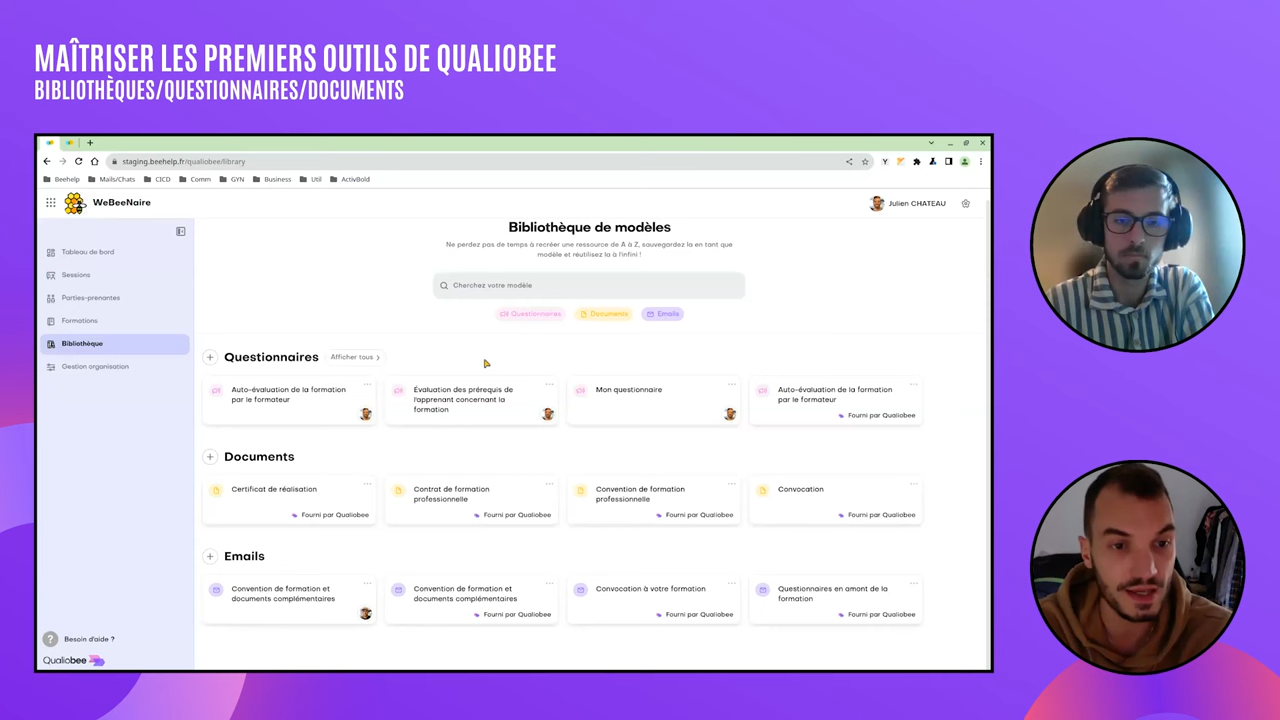 MAÎTRISER LES PREMIERS OUTILS DE QUALIOBEE
BIBLIOTHÈQUES/QUESTIONNAIRES/DOCUMENTS
staging.beehelp.fr/qualiobee/library
Beehelp Mails/Chats CICD Comm GYN Business Util ActivBold
WeBeeNaire
Julien CHATEAU
Tableau de bord
Sessions
Parties-prenantes
Formations
Bibliothèque
Gestion organisation
Besoin d'aide ?
Qualiobee
Bibliothèque de modèles
Ne perdez pas de temps à recréer une ressource de A à Z, sauvegardez la en tant que
modèle et réutilisez la à l'infini !
Cherchez votre modèle
Questionnaires Documents Emails
Questionnaires Afficher tous
Auto-évaluation de la formation
par le formateur
Évaluation des prérequis de
l'apprenant concernant la
formation
Mon questionnaire
Auto-évaluation de la formation
par le formateur
Fourni par Qualiobee
Documents
Certificat de réalisation
Fourni par Qualiobee
Contrat de formation
professionnelle
Fourni par Qualiobee
Convention de formation
professionnelle
Fourni par Qualiobee
Convocation
Fourni par Qualiobee
Emails
Convention de formation et
documents complémentaires
Convention de formation et
documents complémentaires
Fourni par Qualiobee
Convocation à votre formation
Fourni par Qualiobee
Questionnaires en amont de la
formation
Fourni par Qualiobee